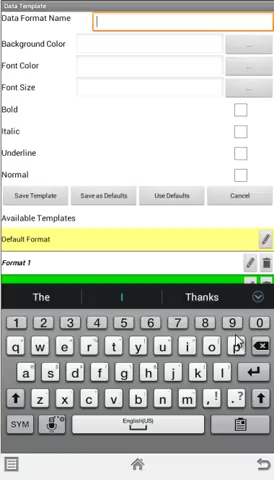 Data Template
Data Format Name
Background Color ...
Font Color ...
Font Size ...
Bold
Italic
Underline
Normal
Save Template Save as Defaults Use Defaults Cancel
Available Templates
Default Format
Format 1
The I Thanks
1 2 3 4 5 6 7 8 9 0
q w e r t y u i o p
a s d f g h j k l
z x c v b n m , ! . ?
SYM English(US)